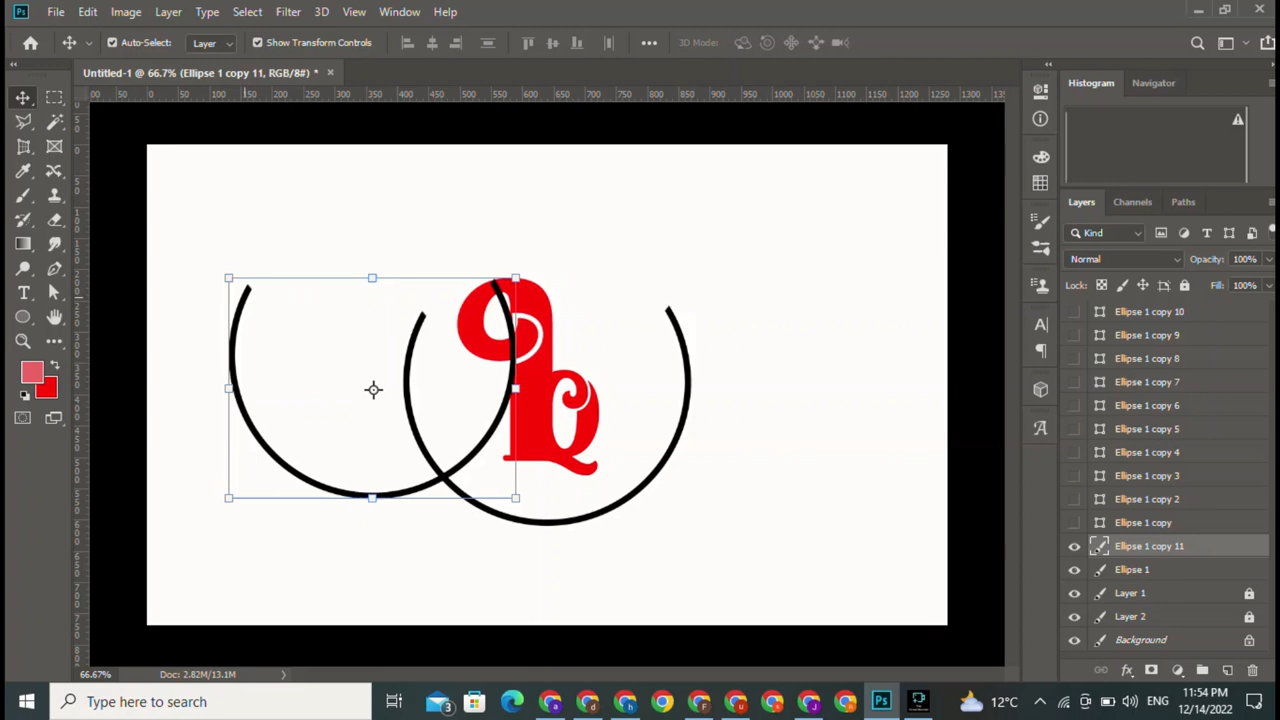 Ps File Edit Image Layer Type Select Filter 3D View Window Help
Auto-Select: Layer Show Transform Controls 3D Mode:
Untitled-1 @ 66.7% (Ellipse 1 copy 11, RGB/8#) *
Histogram Navigator
Layers Channels Paths
Kind
Normal Opacity: 100%
Lock: Fill: 100%
Ellipse 1 copy 10
Ellipse 1 copy 9
Ellipse 1 copy 8
Ellipse 1 copy 7
Ellipse 1 copy 6
Ellipse 1 copy 5
Ellipse 1 copy 4
Ellipse 1 copy 3
Ellipse 1 copy 2
Ellipse 1 copy
Ellipse 1 copy 11
Ellipse 1
Layer 1
Layer 2
Background
66.67% Doc: 2.82M/13.1M
Type here to search
12°C
ENG
11:54 PM
12/14/2022